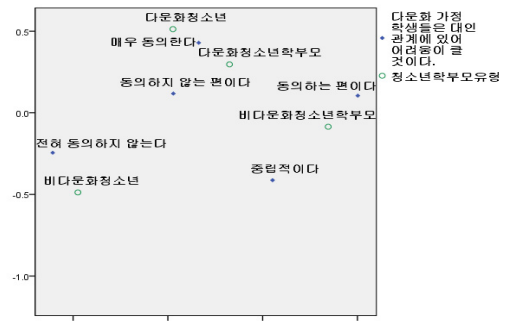 다문화청소년
매우 동의한다
다문화청소년학부모
동의하지 않는 편이다
동의하는 편이다
비다문화청소년학부모
전혀 동의하지 않는다
중립적이다
비다문화청소년
0.5
0.0
-0.5
-1.0
다문화 가정
학생들은 대인
관계에 있어
어려움이 클
것이다.
청소년학부모유형